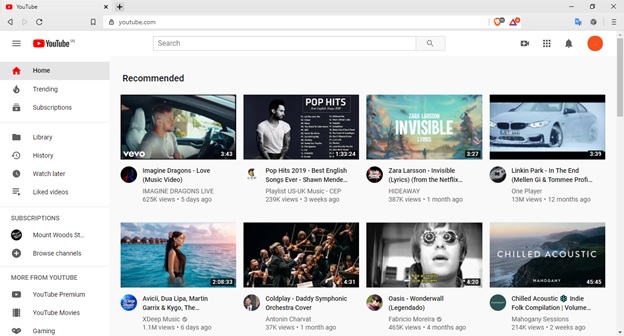 YouTube
youtube.com
YouTube IN
Search
Home
Trending
Subscriptions
Library
History
Watch later
Liked videos
SUBSCRIPTIONS
Mount Woods St...
Browse channels
MORE FROM YOUTUBE
YouTube Premium
YouTube Movies
Gaming
Recommended
vevo
3:43
POP HITS
1:33:24
ZARA LARSSON
INVISIBLE
LYRICS
3:27
3:39
Imagine Dragons - Love
(Music Video)
IMAGINE DRAGONS LIVE
625K views • 5 days ago
Pop Hits 2019 - Best English
Songs Ever - Shawn Mende...
Playlist US-UK Music - CEP
239K views • 3 weeks ago
Zara Larsson - Invisible
(Lyrics) (from the Netflix...
HIDEAWAY
387K views • 1 month ago
Linkin Park - In The End
(Mellen Gi & Tommee Profi...
One Player
13M views • 12 months ago
2:08:33
4:31
4:20
CHILLED ACOUSTIC
MAHOGANY
45:45
Avicii, Dua Lipa, Martin
Garrix & Kygo, The...
XDeep Music
1.1M views • 6 days ago
Coldplay - Daddy Symphonic
Orchestra Cover
Antonin Charvat
37K views • 1 month ago
Oasis - Wonderwall
(Legendado)
Fabricio Moreira
465K views • 4 months ago
Chilled Acoustic Indie
Folk Compilation | Volume...
Mahogany Sessions
214K views • 2 weeks ago